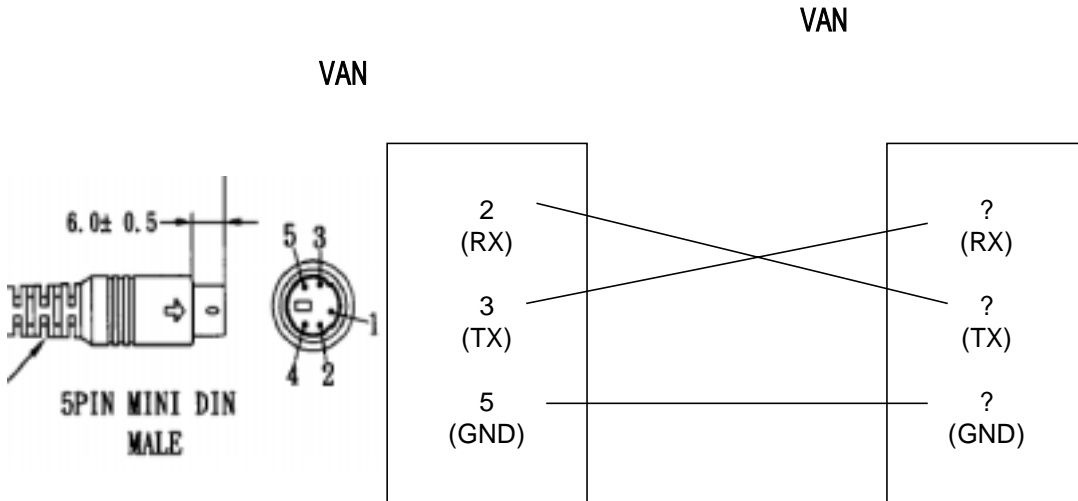 VAN
VAN
6.0± 0.5
5 3
1
4 2
5PIN MINI DIN
MALE
2
(RX)
3
(TX)
5
(GND)
?
(RX)
?
(TX)
?
(GND)